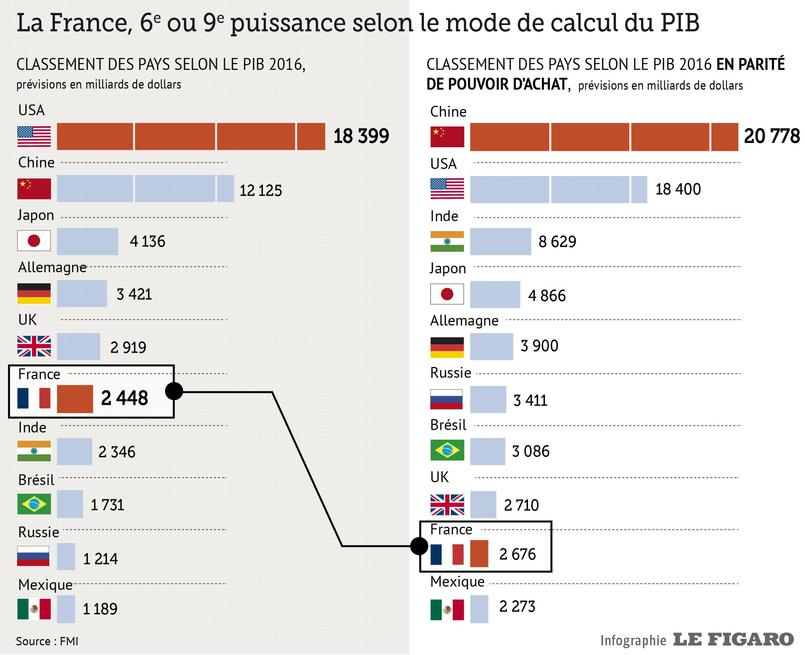 La France, 6e ou 9e puissance selon le mode de calcul du PIB
CLASSEMENT DES PAYS SELON LE PIB 2016,
prévisions en milliards de dollars
USA
18 399
Chine
12 125
Japon
4 136
Allemagne
3 421
UK
2 919
France
2 448
Inde
2 346
Brésil
1 731
Russie
1 214
Mexique
1 189
Source : FMI
CLASSEMENT DES PAYS SELON LE PIB 2016 EN PARITÉ
DE POUVOIR D'ACHAT, prévisions en milliards de dollars
Chine
20 778
USA
18 400
Inde
8 629
Japon
4 866
Allemagne
3 900
Russie
3 411
Brésil
3 086
UK
2 710
France
2 676
Mexique
2 273
Infographie LE FIGARO